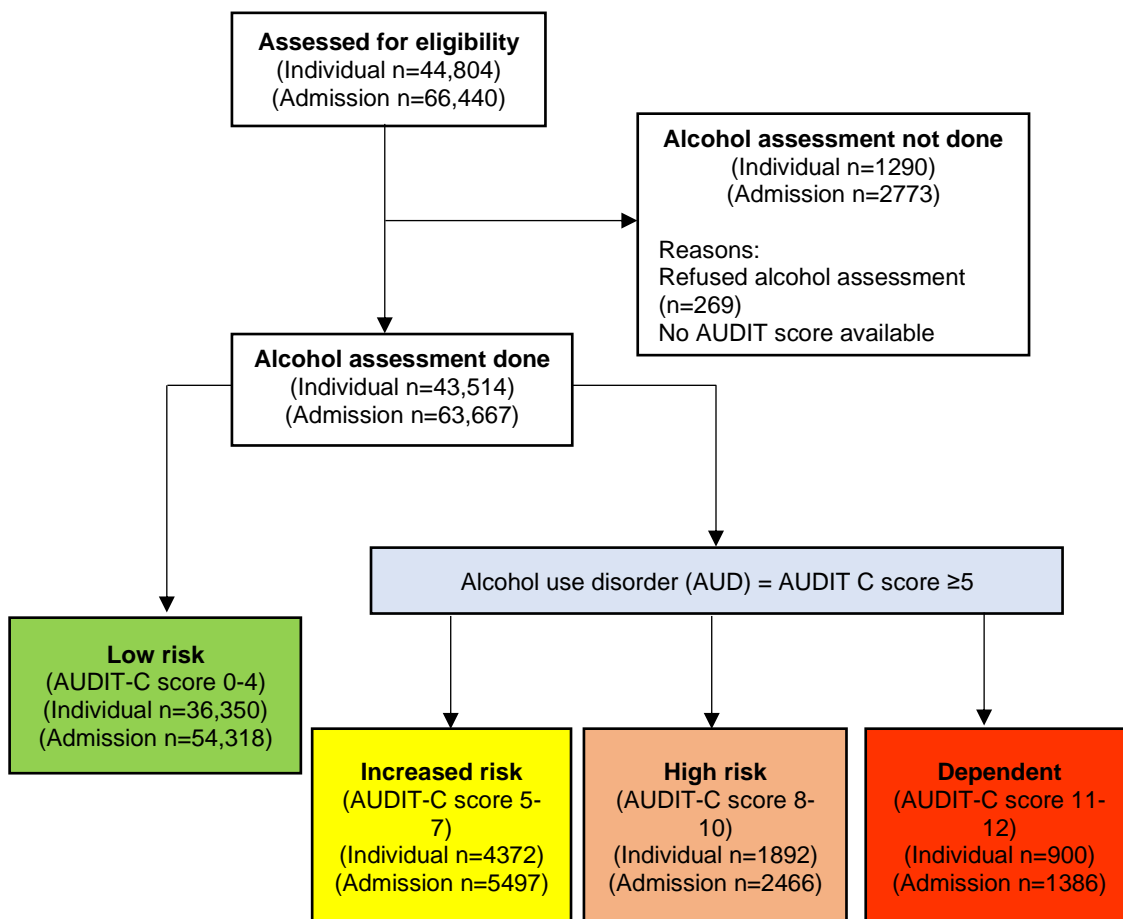 Assessed for eligibility
(Individual n=44,804)
(Admission n=66,440)
Alcohol assessment not done
(Individual n=1290)
(Admission n=2773)
Reasons:
Refused alcohol assessment
(n=269)
No AUDIT score available
Alcohol assessment done
(Individual n=43,514)
(Admission n=63,667)
Alcohol use disorder (AUD) = AUDIT C score ≥5
Low risk
(AUDIT-C score 0-4)
(Individual n=36,350)
(Admission n=54,318)
Increased risk
(AUDIT-C score 5-
7)
(Individual n=4372)
(Admission n=5497)
High risk
(AUDIT-C score 8-
10)
(Individual n=1892)
(Admission n=2466)
Dependent
(AUDIT-C score 11-
12)
(Individual n=900)
(Admission n=1386)